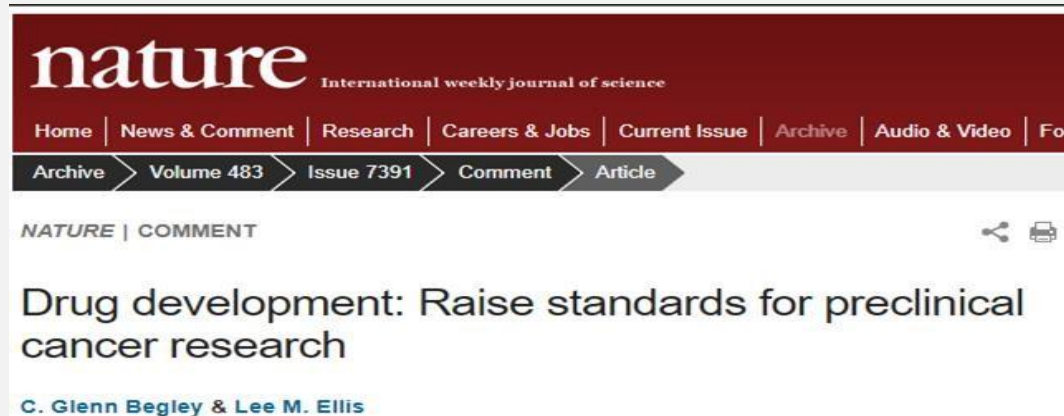 nature International weekly journal of science
Home | News & Comment | Research | Careers & Jobs | Current Issue | Archive | Audio & Video | Fo
Archive Volume 483 Issue 7391 Comment Article
NATURE | COMMENT
Drug development: Raise standards for preclinical
cancer research
C. Glenn Begley & Lee M. Ellis